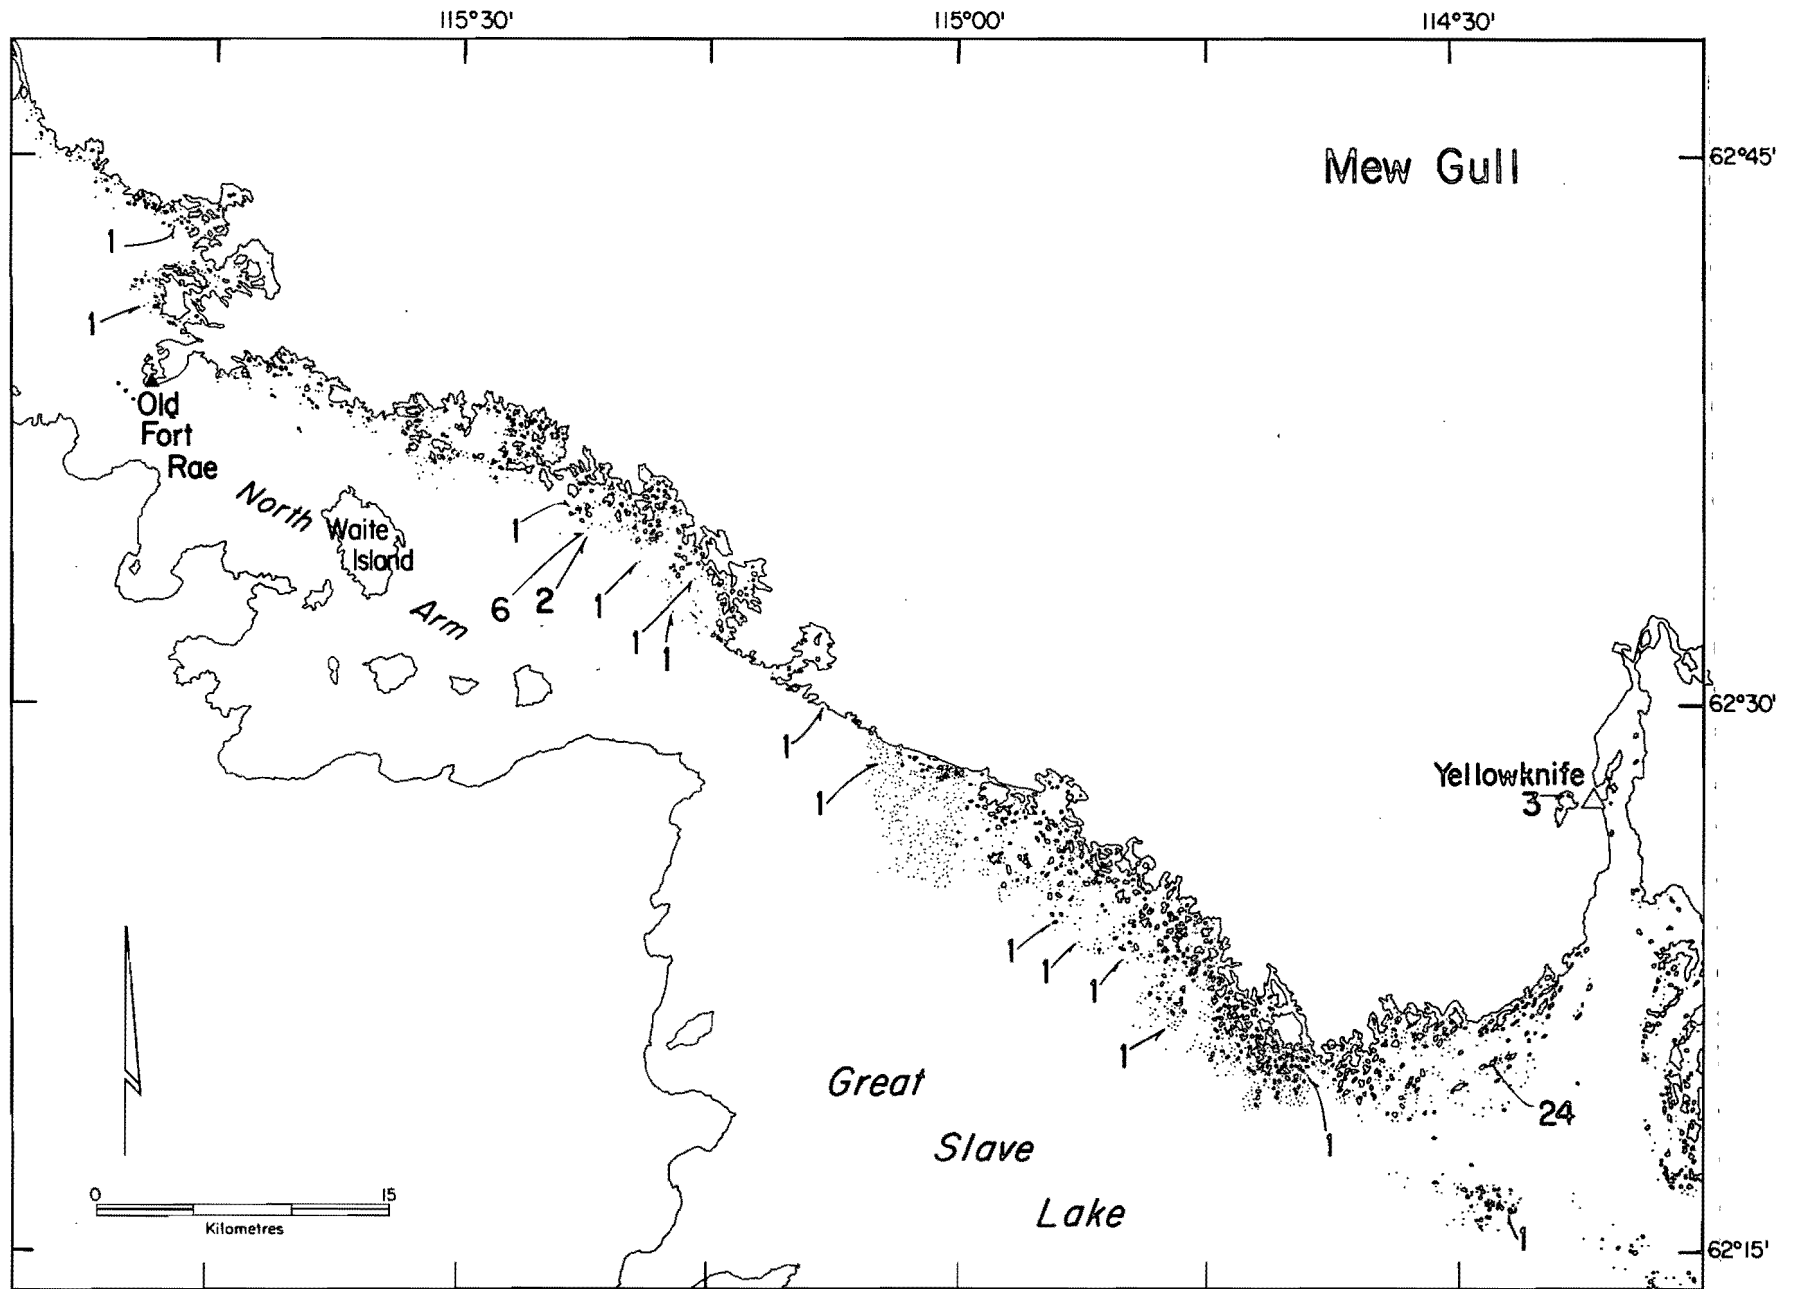 115°30'
115°00'
114°30'
Mew Gull
62°45'
1
1
Old
Fort
Rae
North
Waite
Island
Arm
1
6
2
1
1
1
62°30'
1
1
Yellowknife
3
1
1
1
1
Great
Slave
Lake
24
1
1
62°15'
0
15
Kilometres